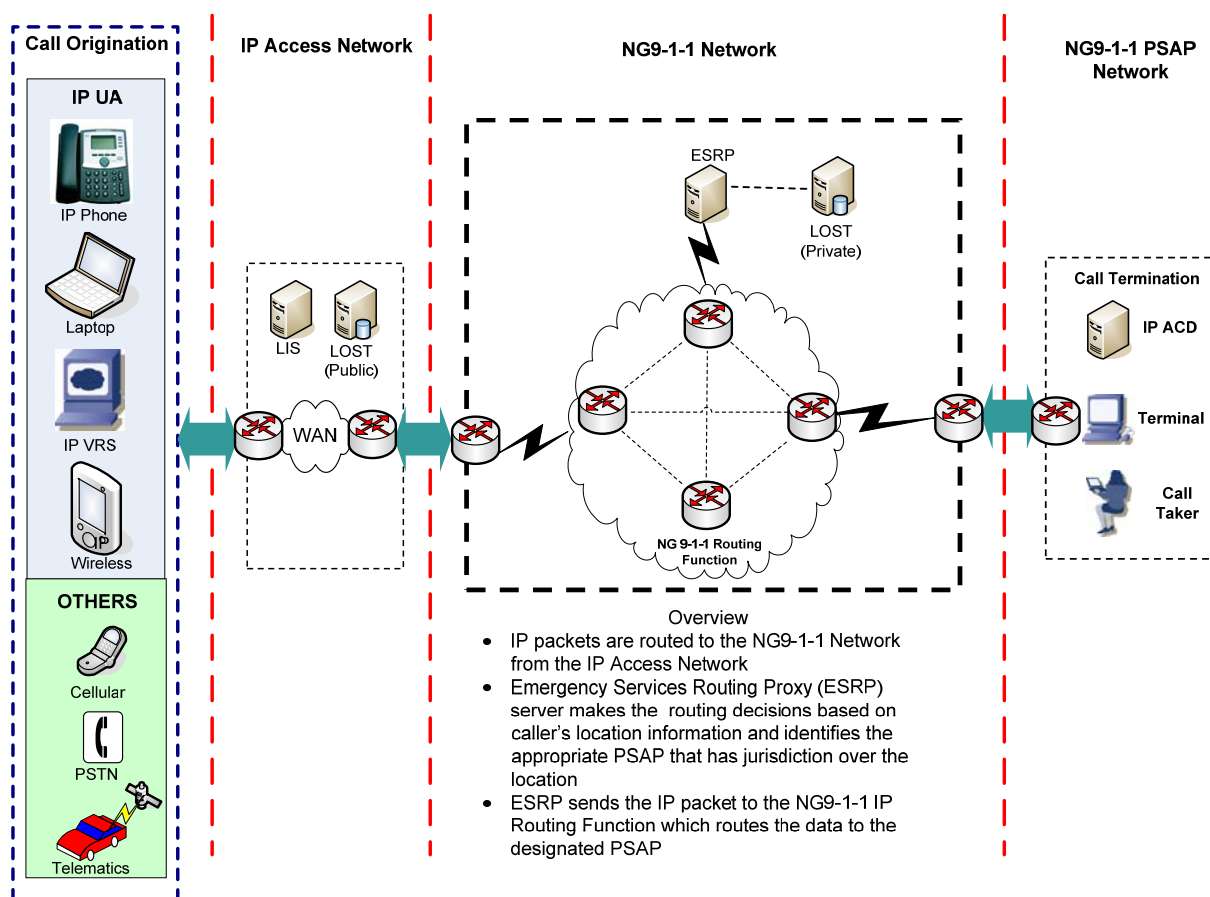 Call Origination
IP UA
IP Phone
Laptop
IP VRS
IP
Wireless
OTHERS
Cellular
PSTN
Telematics
IP Access Network
LIS
LOST
(Public)
WAN
NG9-1-1 Network
ESRP
LOST
(Private)
NG 9-1-1 Routing
Function
Overview
• IP packets are routed to the NG9-1-1 Network
from the IP Access Network
• Emergency Services Routing Proxy (ESRP)
server makes the routing decisions based on
caller's location information and identifies the
appropriate PSAP that has jurisdiction over the
location
• ESRP sends the IP packet to the NG9-1-1 IP
Routing Function which routes the data to the
designated PSAP
NG9-1-1 PSAP
Network
Call Termination
IP ACD
Terminal
Call
Taker